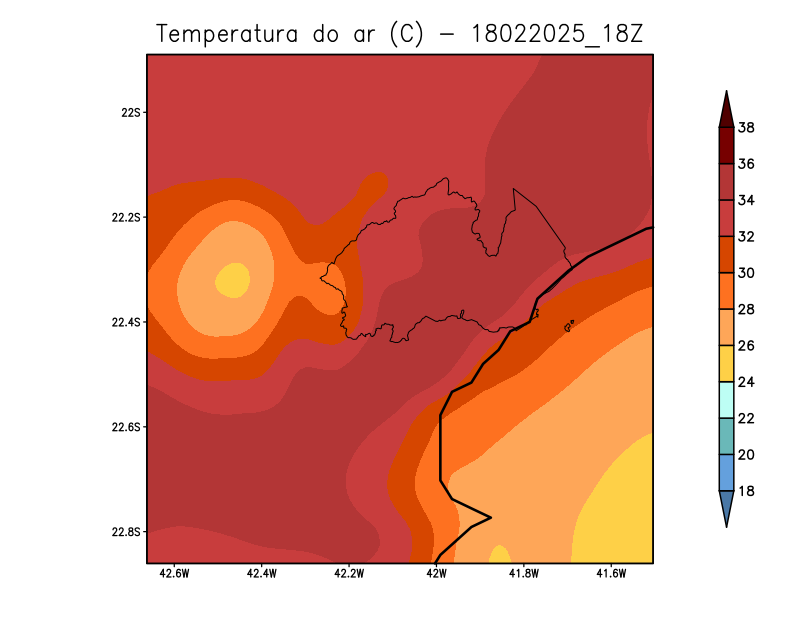 Temperatura do ar (C) - 18022025_18Z
38
36
34
32
30
28
26
24
22
20
18
22S
22.2S
22.4S
22.6S
22.8S
42.6W
42.4W
42.2W
42W
41.8W
41.6W